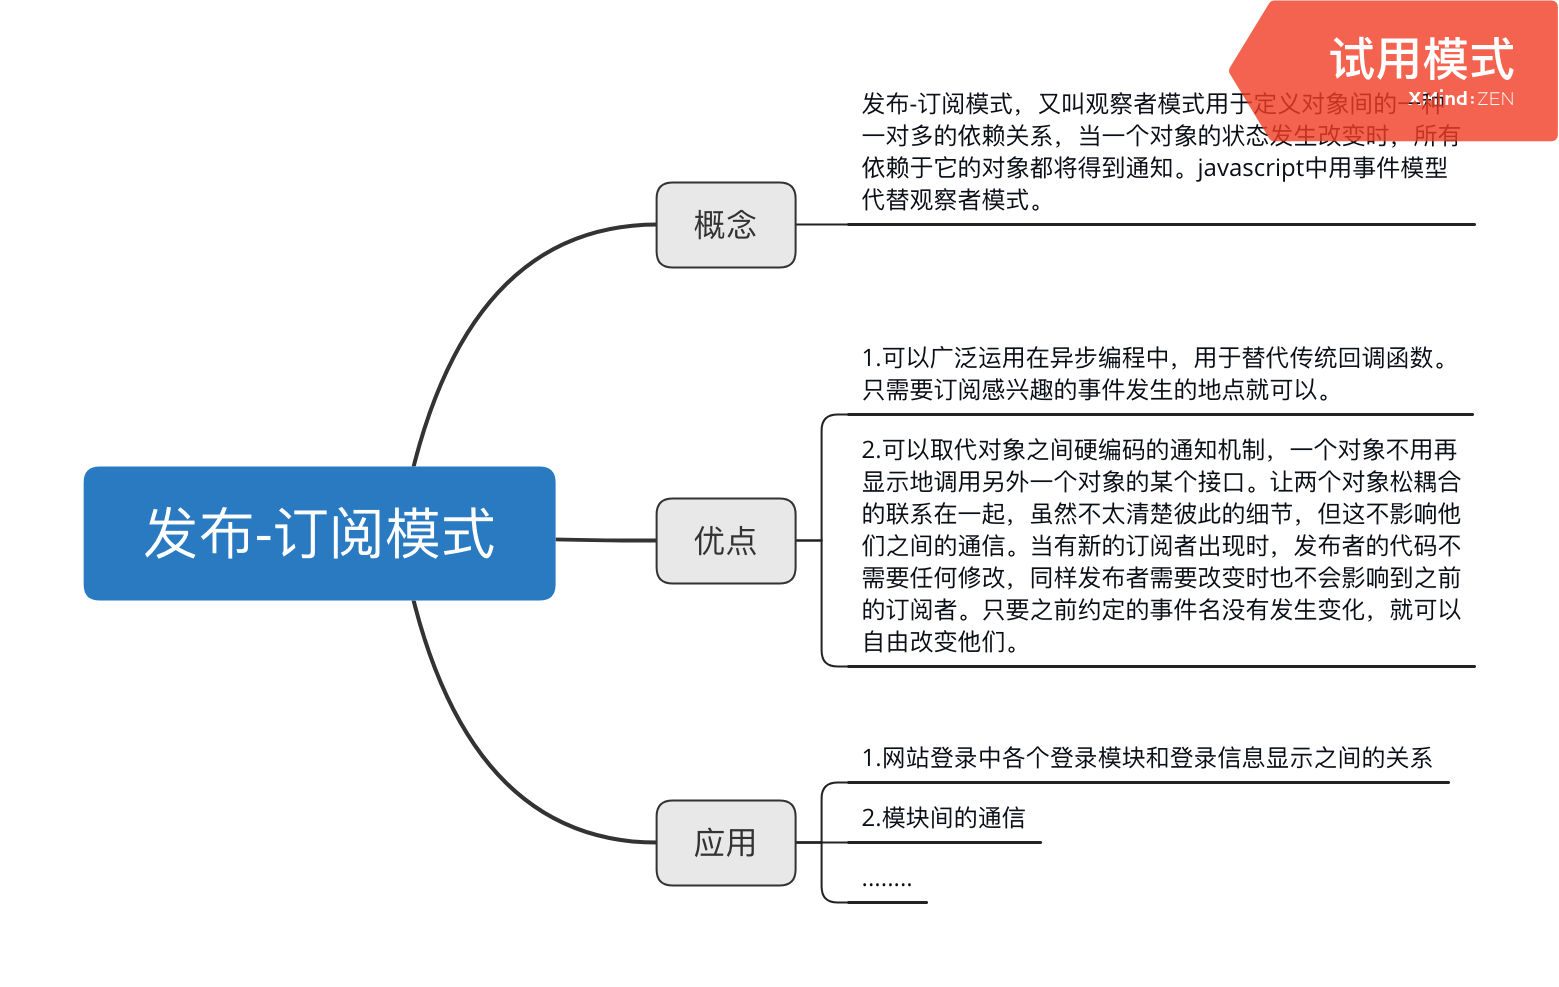 试用模式
XMind:ZEN
发布-订阅模式，又叫观察者模式用于定义对象间的一种
一对多的依赖关系，当一个对象的状态发生改变时，所有
依赖于它的对象都将得到通知。javascript中用事件模型
代替观察者模式。
概念
1.可以广泛运用在异步编程中，用于替代传统回调函数。
只需要订阅感兴趣的事件发生的地点就可以。
2.可以取代对象之间硬编码的通知机制，一个对象不用再
显示地调用另外一个对象的某个接口。让两个对象松耦合
的联系在一起，虽然不太清楚彼此的细节，但这不影响他
们之间的通信。当有新的订阅者出现时，发布者的代码不
需要任何修改，同样发布者需要改变时也不会影响到之前
的订阅者。只要之前约定的事件名没有发生变化，就可以
自由改变他们。
发布-订阅模式
优点
1.网站登录中各个登录模块和登录信息显示之间的关系
2.模块间的通信
应用
........